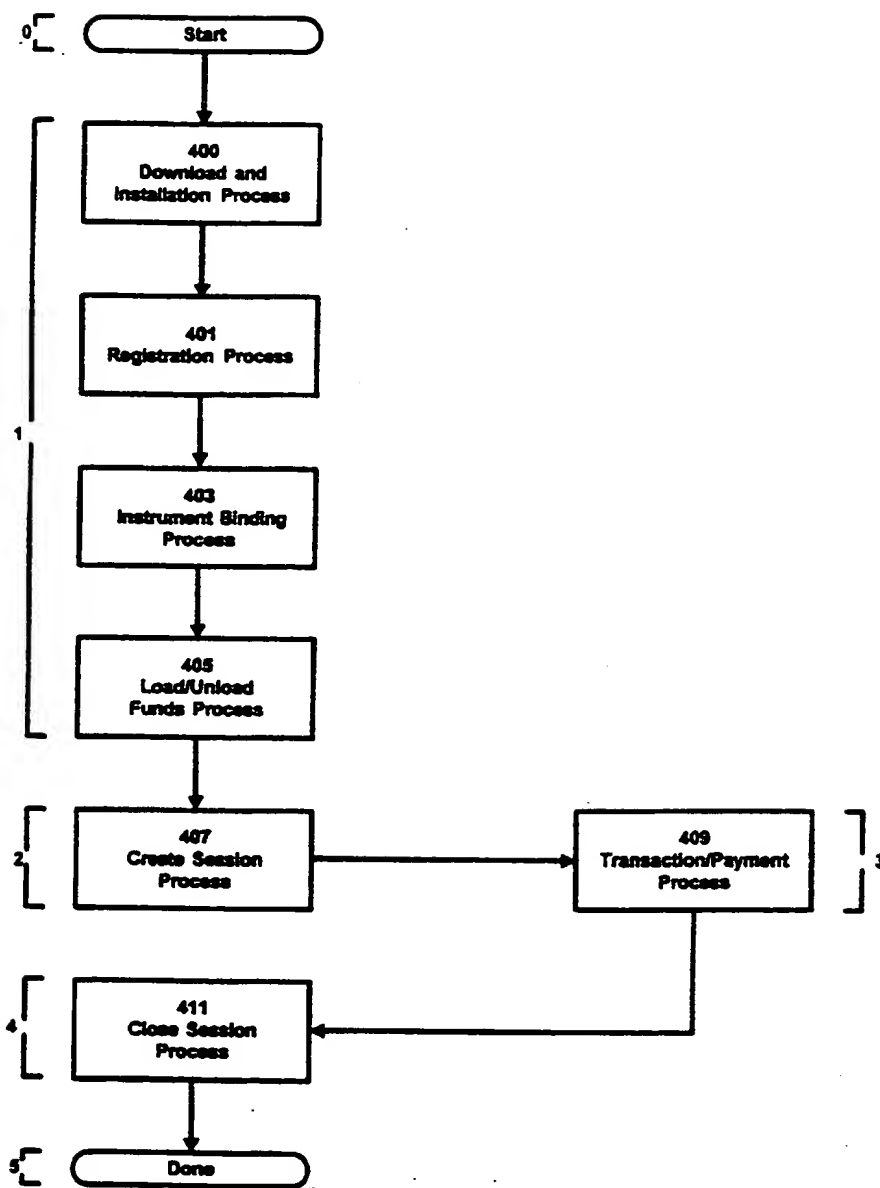 0
Start
400
Download and
Installation Process
401
Registration Process
1
403
Instrument Binding
Process
405
Load/Unload
Funds Process
2
407
Create Session
Process
409
Transaction/Payment
Process
3
4
411
Close Session
Process
5
Done